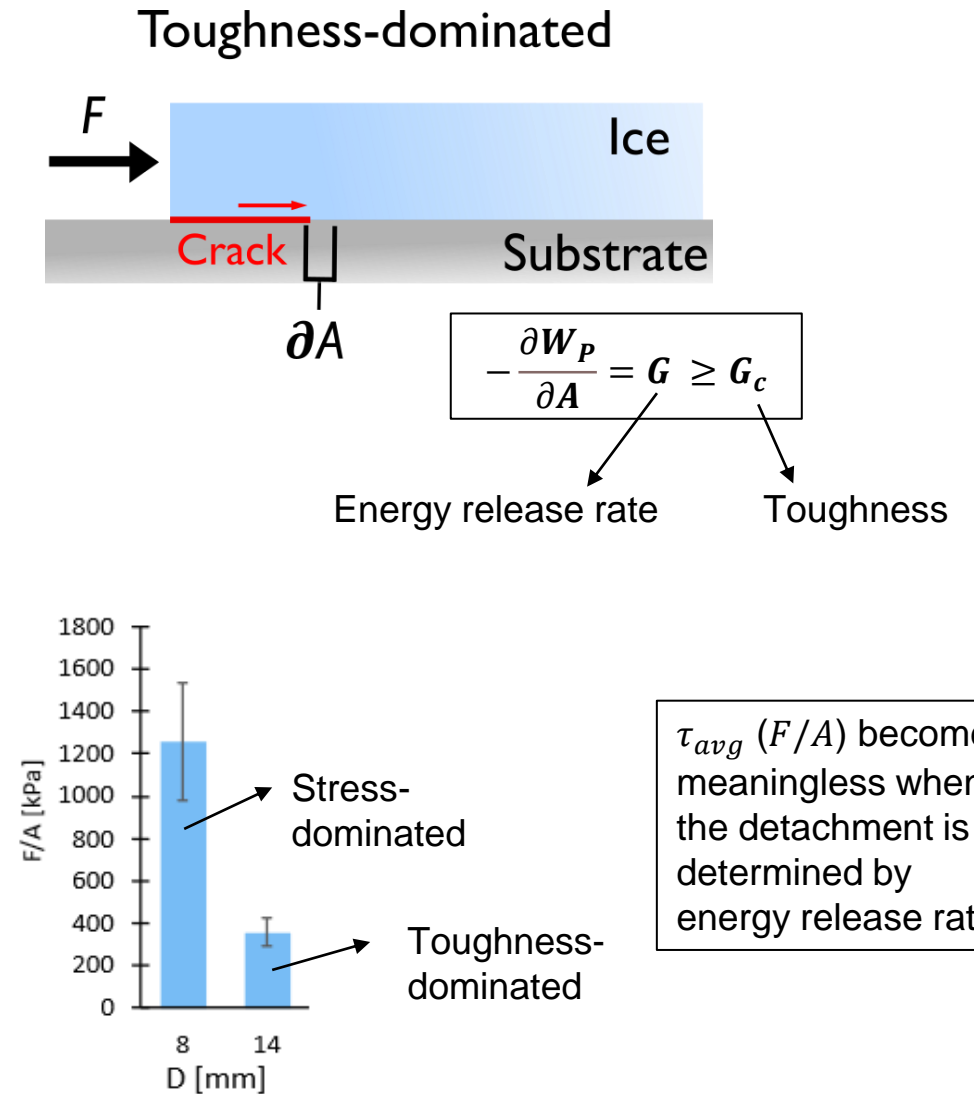 Toughness-dominated
F
Ice
Crack
Substrate
∂A
−∂W_P/∂A = G ≥ G_c
Energy release rate
Toughness
1800
1600
1400
1200
1000
800
600
400
200
0
F/A [kPa]
8
14
D [mm]
Stress-
dominated
Toughness-
dominated
τ_avg (F/A) become
meaningless when
the detachment is
determined by
energy release rat